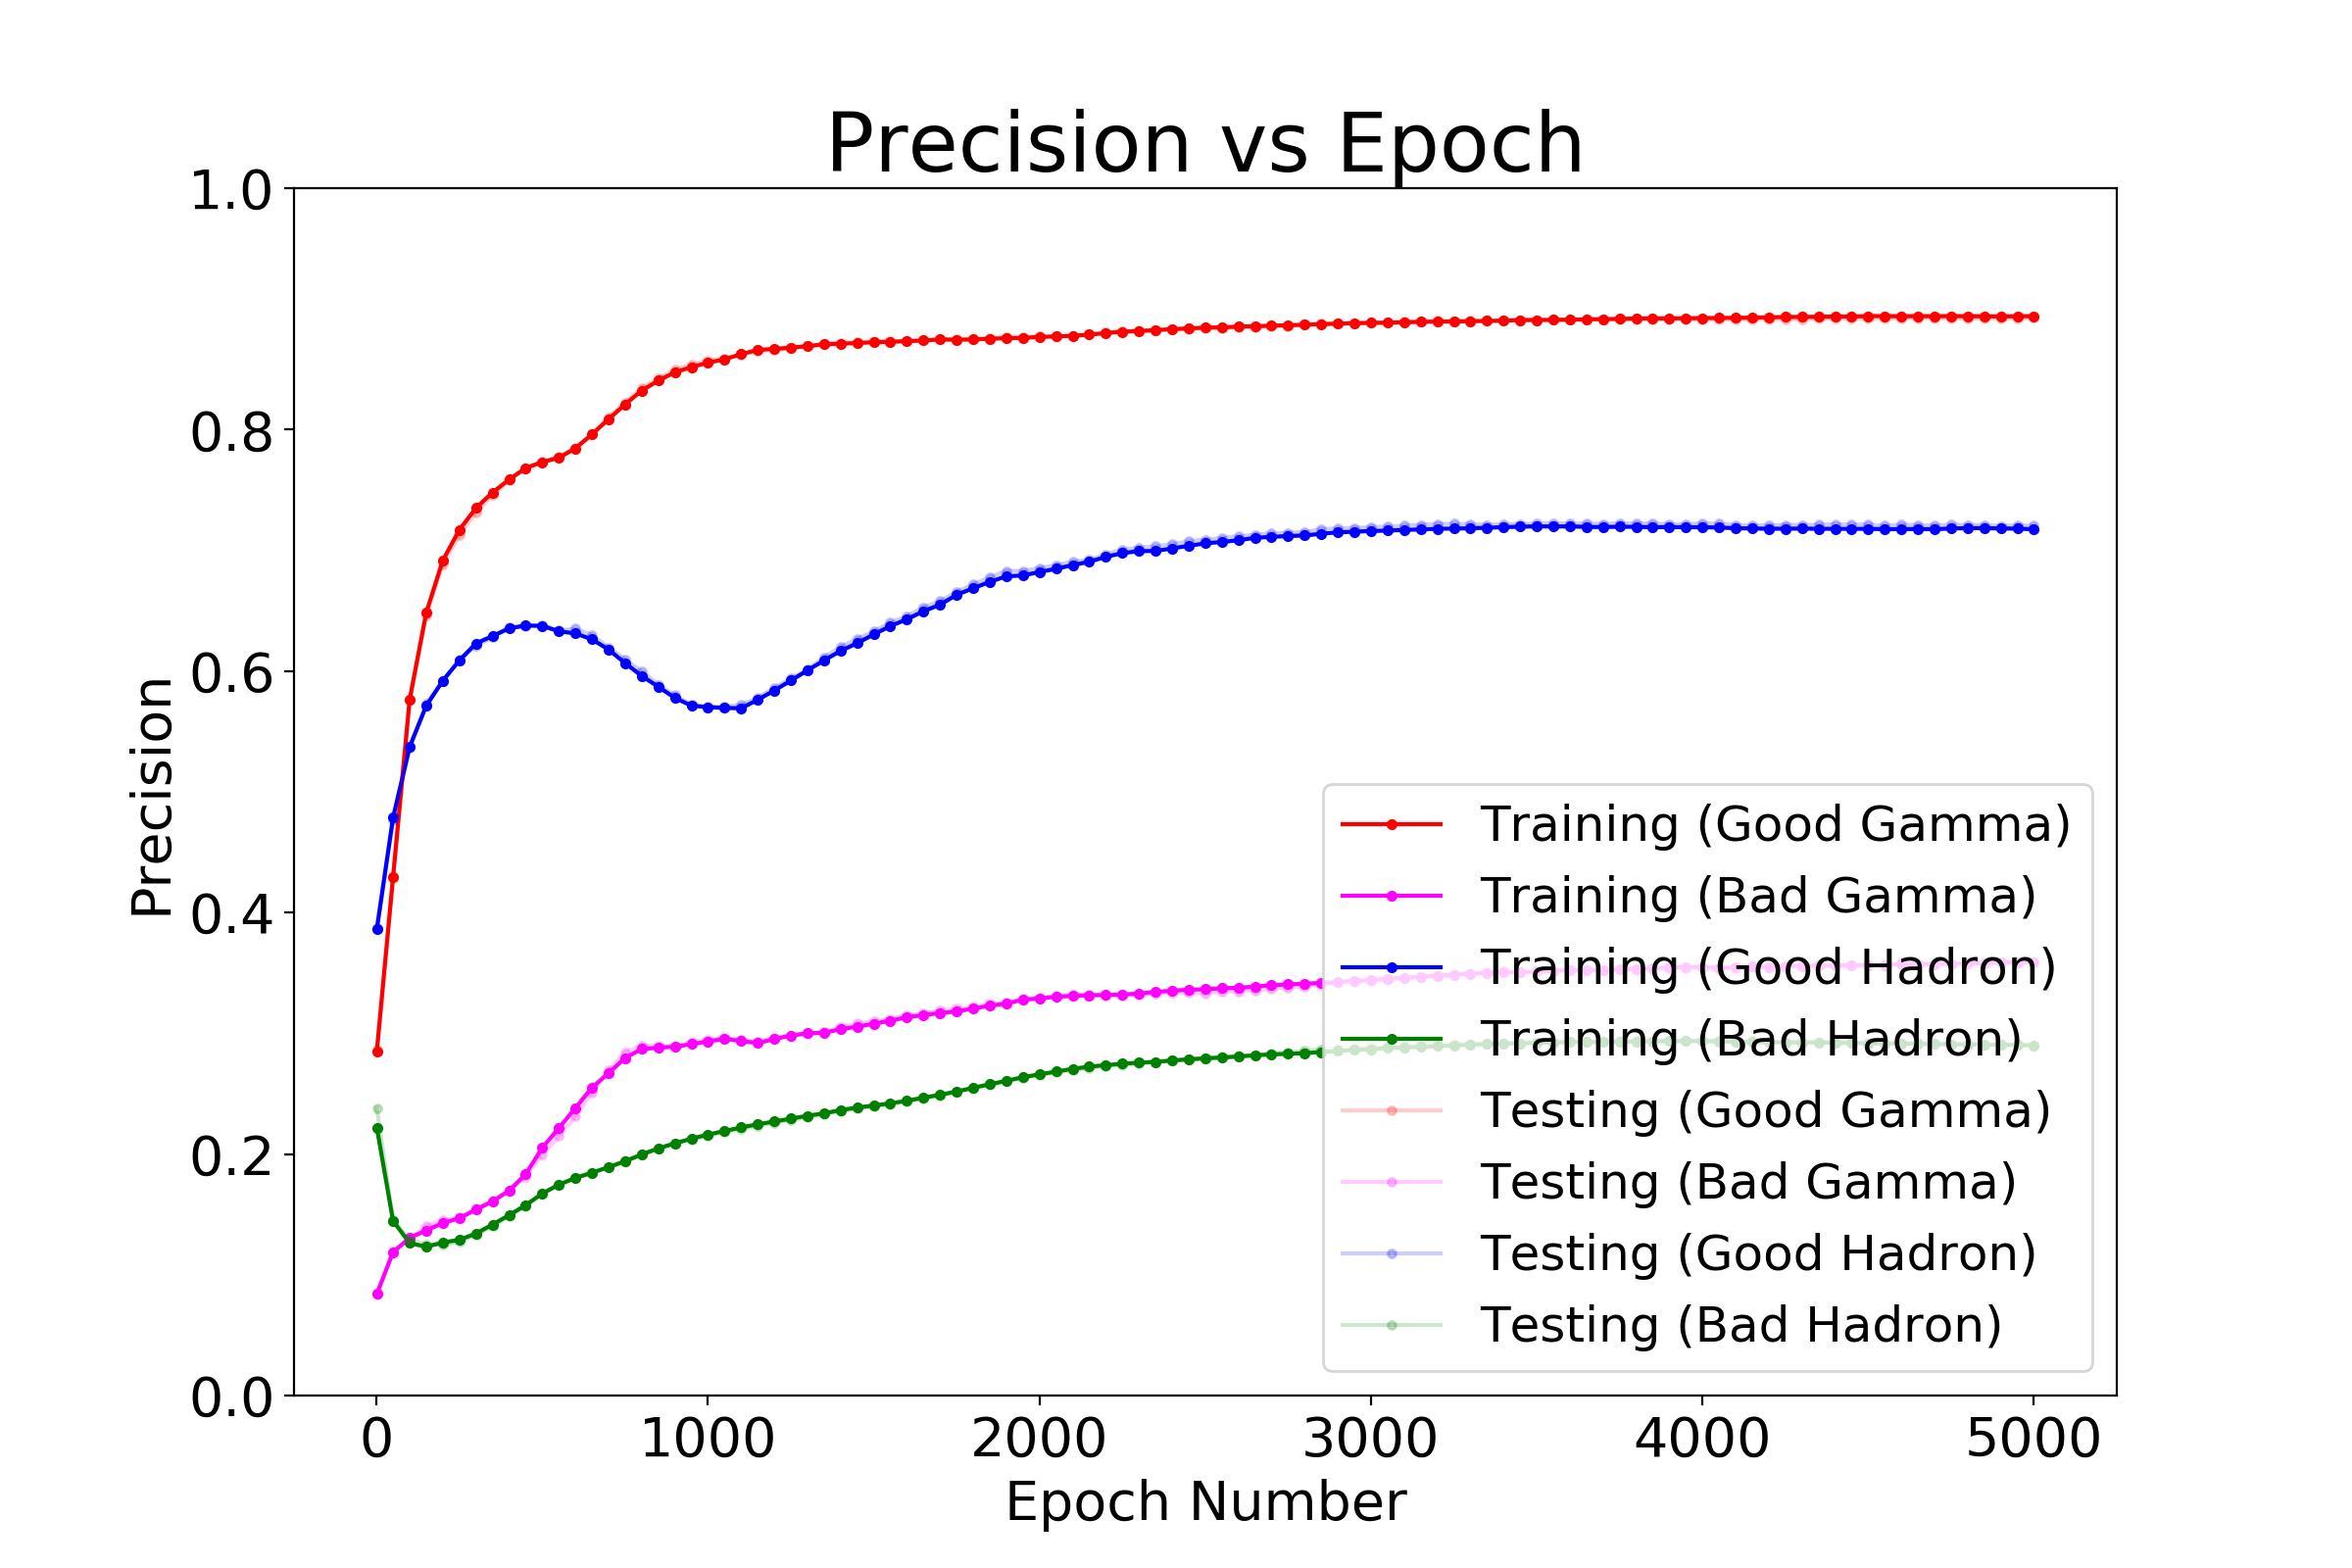 Precision vs Epoch
1.0
0.8
0.6
0.4
0.2
0.0
Precision
Training (Good Gamma)
Training (Bad Gamma)
Training (Good Hadron)
Training (Bad Hadron)
Testing (Good Gamma)
Testing (Bad Gamma)
Testing (Good Hadron)
Testing (Bad Hadron)
0 1000 2000 3000 4000 5000
Epoch Number